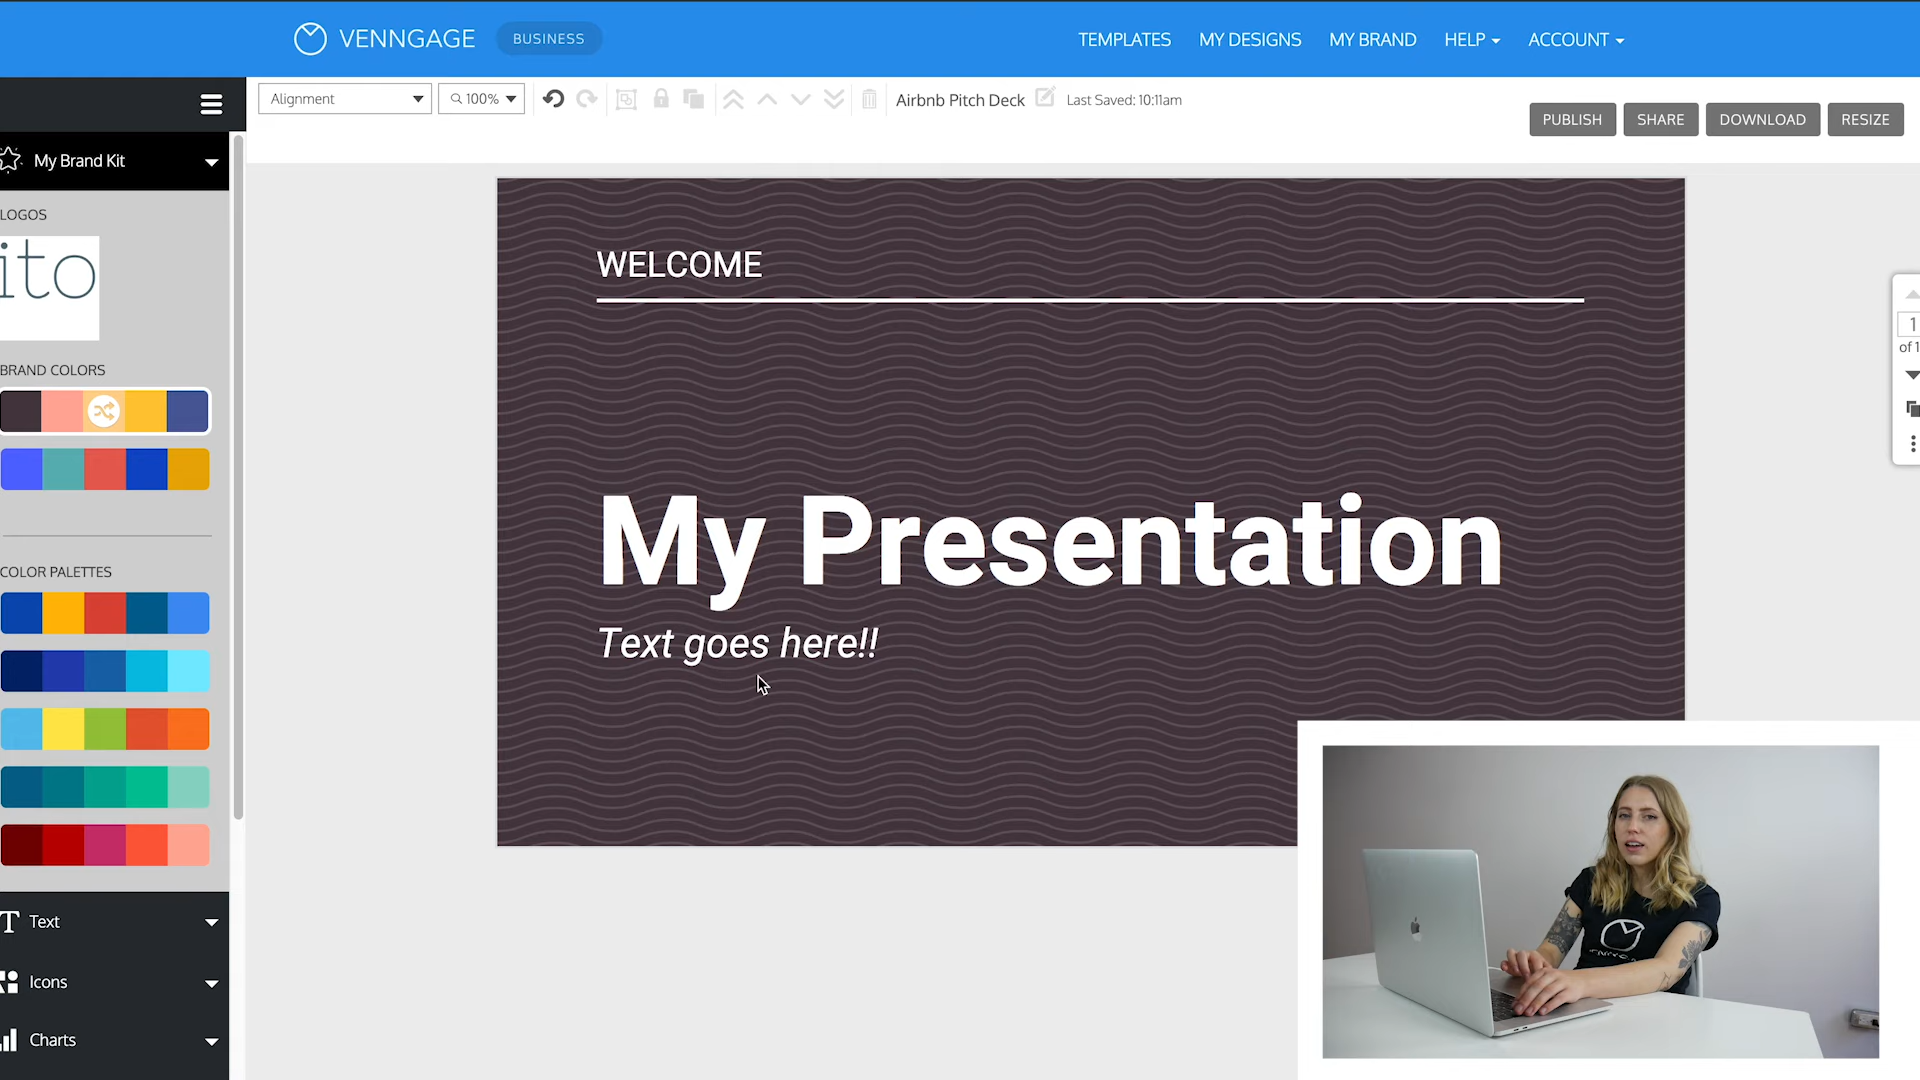 VENNGAGE
BUSINESS
TEMPLATES
MY DESIGNS
MY BRAND
HELP
ACCOUNT
Alignment
100%
Airbnb Pitch Deck
Last Saved: 10:11am
PUBLISH
SHARE
DOWNLOAD
RESIZE
My Brand Kit
LOGOS
ito
BRAND COLORS
COLOR PALETTES
Text
Icons
Charts
WELCOME
My Presentation
Text goes here!!
1
of 1